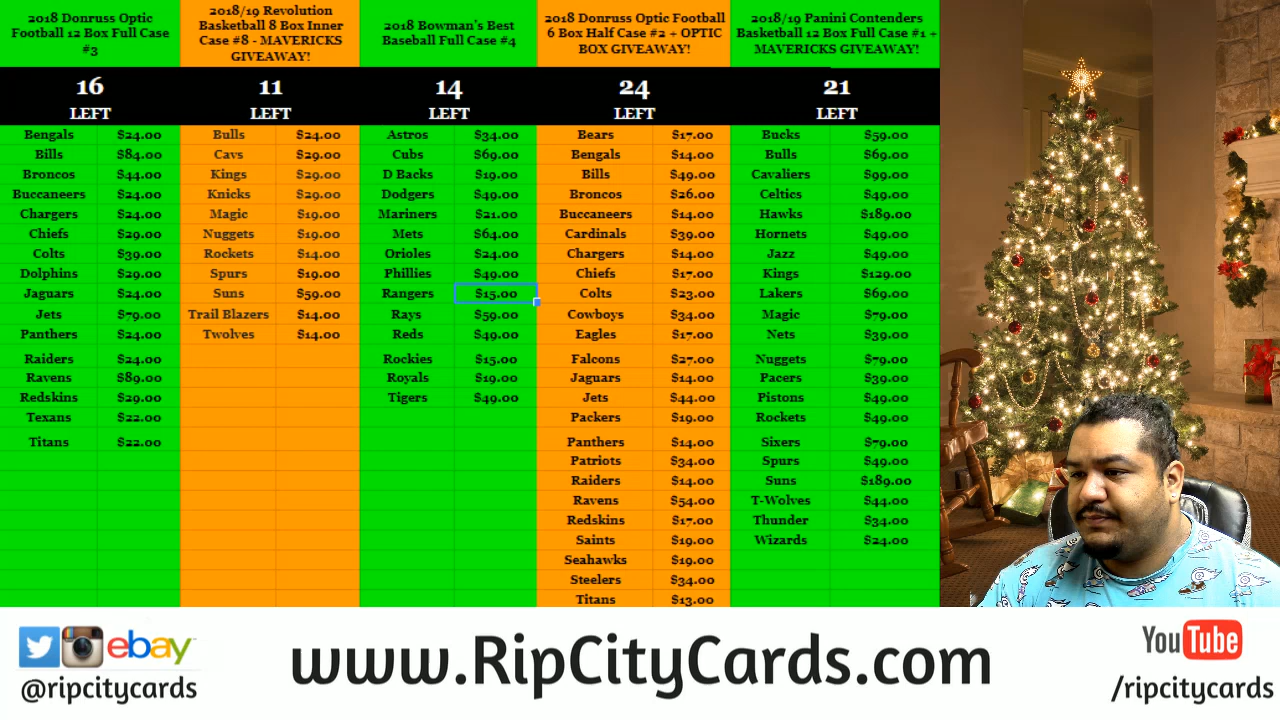 2018 Donruss Optic
Football 12 Box Full Case
#3
16
LEFT
Bengals $24.00
Bills $84.00
Broncos $44.00
Buccaneers $24.00
Chargers $24.00
Chiefs $29.00
Colts $39.00
Dolphins $29.00
Jaguars $24.00
Jets $79.00
Panthers $24.00
Raiders $24.00
Ravens $89.00
Redskins $29.00
Texans $22.00
Titans $22.00
2018/19 Revolution
Basketball 8 Box Inner
Case #8 - MAVERICKS
GIVEAWAY!
11
LEFT
Bulls $24.00
Cavs $29.00
Kings $29.00
Knicks $29.00
Magic $19.00
Nuggets $19.00
Rockets $14.00
Spurs $19.00
Suns $59.00
Trail Blazers $14.00
Twolves $14.00
2018 Bowman's Best
Baseball Full Case #4
14
LEFT
Astros $34.00
Cubs $69.00
D Backs $19.00
Dodgers $49.00
Mariners $21.00
Mets $64.00
Orioles $24.00
Phillies $49.00
Rangers $15.00
Rays $59.00
Reds $49.00
Rockies $15.00
Royals $19.00
Tigers $49.00
2018 Donruss Optic Football
6 Box Half Case #2 + OPTIC
BOX GIVEAWAY!
24
LEFT
Bears $17.00
Bengals $14.00
Bills $49.00
Broncos $26.00
Buccaneers $14.00
Cardinals $39.00
Chargers $14.00
Chiefs $17.00
Colts $23.00
Cowboys $34.00
Eagles $17.00
Falcons $27.00
Jaguars $14.00
Jets $44.00
Packers $19.00
Panthers $14.00
Patriots $34.00
Raiders $14.00
Ravens $54.00
Redskins $17.00
Saints $19.00
Seahawks $19.00
Steelers $34.00
Titans $13.00
2018/19 Panini Contenders
Basketball 12 Box Full Case #1 +
MAVERICKS GIVEAWAY!
21
LEFT
Bucks $59.00
Bulls $69.00
Cavaliers $99.00
Celtics $49.00
Hawks $189.00
Hornets $49.00
Jazz $49.00
Kings $129.00
Lakers $69.00
Magic $79.00
Nets $39.00
Nuggets $79.00
Pacers $39.00
Pistons $49.00
Rockets $49.00
Sixers $79.00
Spurs $49.00
Suns $189.00
T-Wolves $44.00
Thunder $34.00
Wizards $24.00
ebay
@ripcitycards
www.RipCityCards.com
YouTube
/ripcitycards